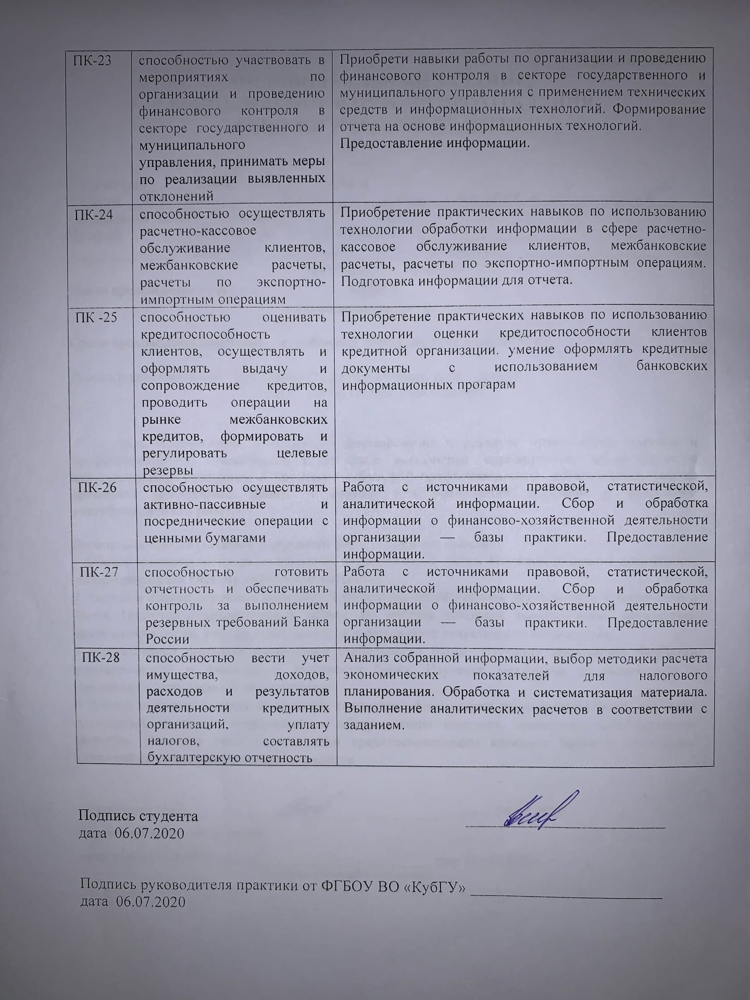 ПК-23
способностью участвовать в
мероприятиях по
организации и проведению
финансового контроля в
секторе государственного и
муниципального
управления, принимать меры
по реализации выявленных
отклонений
Приобрети навыки работы по организации и проведению
финансового контроля в секторе государственного и
муниципального управления с применением технических
средств и информационных технологий. Формирование
отчета на основе информационных технологий.
Предоставление информации.
ПК-24
способностью осуществлять
расчетно-кассовое
обслуживание клиентов,
межбанковские расчеты,
расчеты по экспортно-
импортным операциям
Приобретение практических навыков по использованию
технологии обработки информации в сфере расчетно-
кассовое обслуживание клиентов, межбанковские
расчеты, расчеты по экспортно-импортным операциям.
Подготовка информации для отчета.
ПК -25
способностью оценивать
кредитоспособность
клиентов, осуществлять и
оформлять выдачу и
сопровождение кредитов,
проводить операции на
рынке межбанковских
кредитов, формировать и
регулировать целевые
резервы
Приобретение практических навыков по использованию
технологии оценки кредитоспособности клиентов
кредитной организации. умение оформлять кредитные
документы с использованием банковских
информационных прогарам
ПК-26
способностью осуществлять
активно-пассивные и
посреднические операции с
ценными бумагами
Работа с источниками правовой, статистической,
аналитической информации. Сбор и обработка
информации о финансово-хозяйственной деятельности
организации — базы практики. Предоставление
информации.
ПК-27
способностью готовить
отчетность и обеспечивать
контроль за выполнением
резервных требований Банка
России
Работа с источниками правовой, статистической,
аналитической информации. Сбор и обработка
информации о финансово-хозяйственной деятельности
организации — базы практики. Предоставление
информации.
ПК-28
способностью вести учет
имущества, доходов,
расходов и результатов
деятельности кредитных
организаций, уплату
налогов, составлять
бухгалтерскую отчетность
Анализ собранной информации, выбор методики расчета
экономических показателей для налогового
планирования. Обработка и систематизация материала.
Выполнение аналитических расчетов в соответствии с
заданием.
Подпись студента
дата 06.07.2020
Подпись руководителя практики от ФГБОУ ВО «КубГУ»
дата 06.07.2020